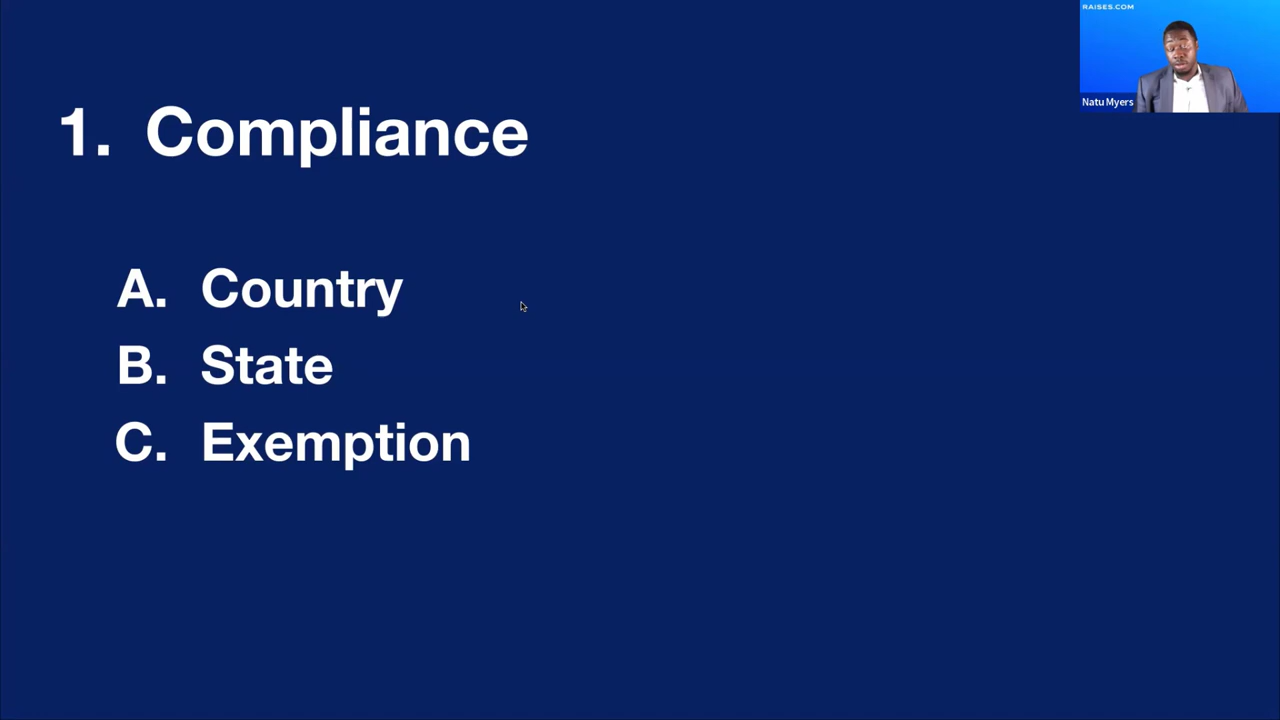 RAISES.COM
Natu Myers
1. Compliance
A. Country
B. State
C. Exemption